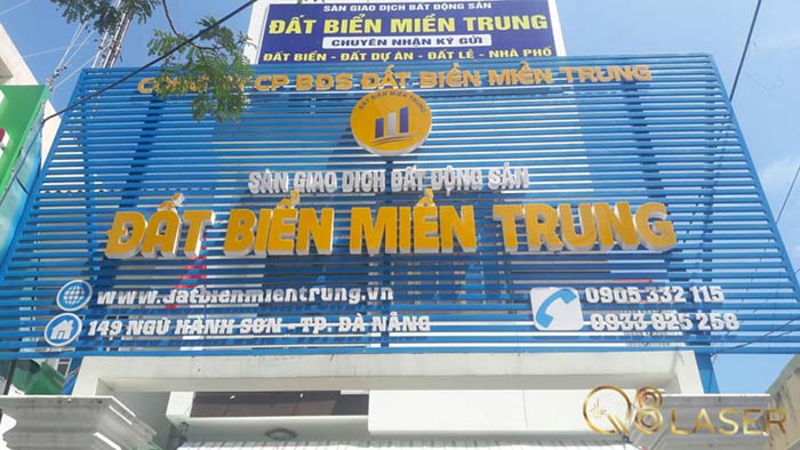 SÀN GIAO DỊCH BẤT ĐỘNG SẢN
ĐẤT BIỂN MIỀN TRUNG
CHUYÊN NHẬN KÝ GỬI
ĐẤT BIỂN - ĐẤT DỰ ÁN - ĐẤT LẺ - NHÀ PHỐ
CÔNG TY CP BĐS ĐẤT BIỂN MIỀN TRUNG
ĐẤT BIỂN MIỀN TRUNG
SÀN GIAO DỊCH BẤT ĐỘNG SẢN
ĐẤT BIỂN MIỀN TRUNG
www.datbienmientrung.vn
0905 332 115
149 NGŨ HÀNH SƠN - TP. ĐÀ NẴNG
0933 825 258
Q8 LASER